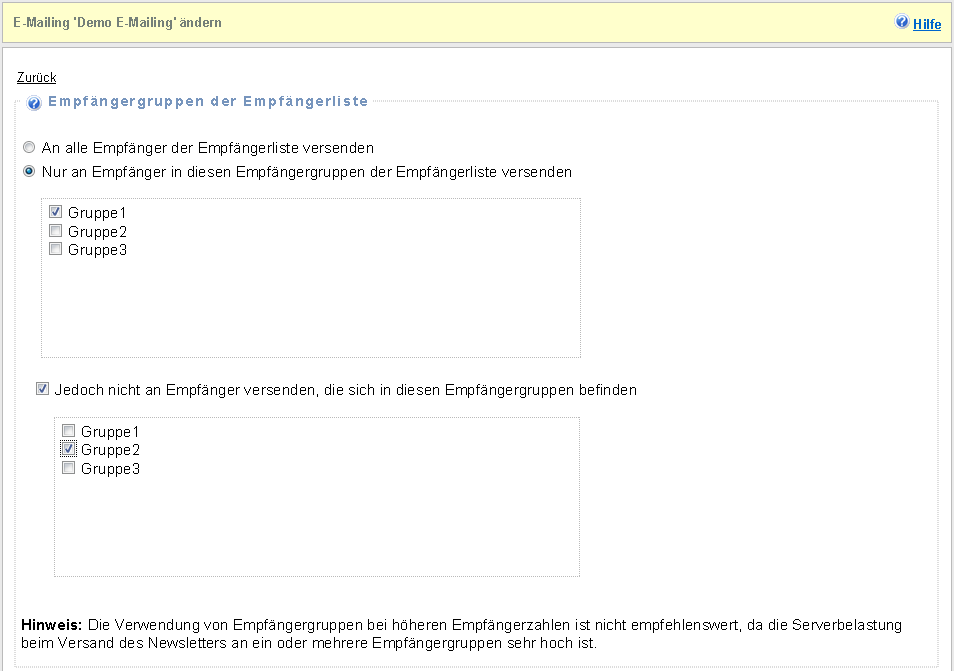 E-Mailing 'Demo E-Mailing' ändern
Hilfe
Zurück
Empfängergruppen der Empfängerliste
An alle Empfänger der Empfängerliste versenden
Nur an Empfänger in diesen Empfängergruppen der Empfängerliste versenden
Gruppe1
Gruppe2
Gruppe3
Jedoch nicht an Empfänger versenden, die sich in diesen Empfängergruppen befinden
Gruppe1
Gruppe2
Gruppe3
Hinweis: Die Verwendung von Empfängergruppen bei höheren Empfängerzahlen ist nicht empfehlenswert, da die Serverbelastung
beim Versand des Newsletters an ein oder mehrere Empfängergruppen sehr hoch ist.